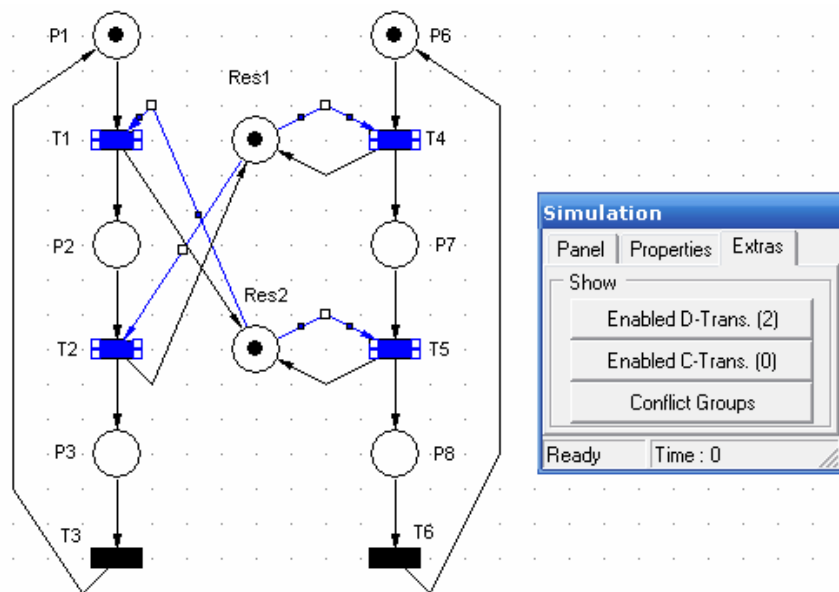 P1
P6
Res1
T1
T4
P2
P7
Res2
T2
T5
P3
P8
T3
T6
Simulation
Panel Properties Extras
Show
Enabled D-Trans. (2)
Enabled C-Trans. (0)
Conflict Groups
Ready Time : 0